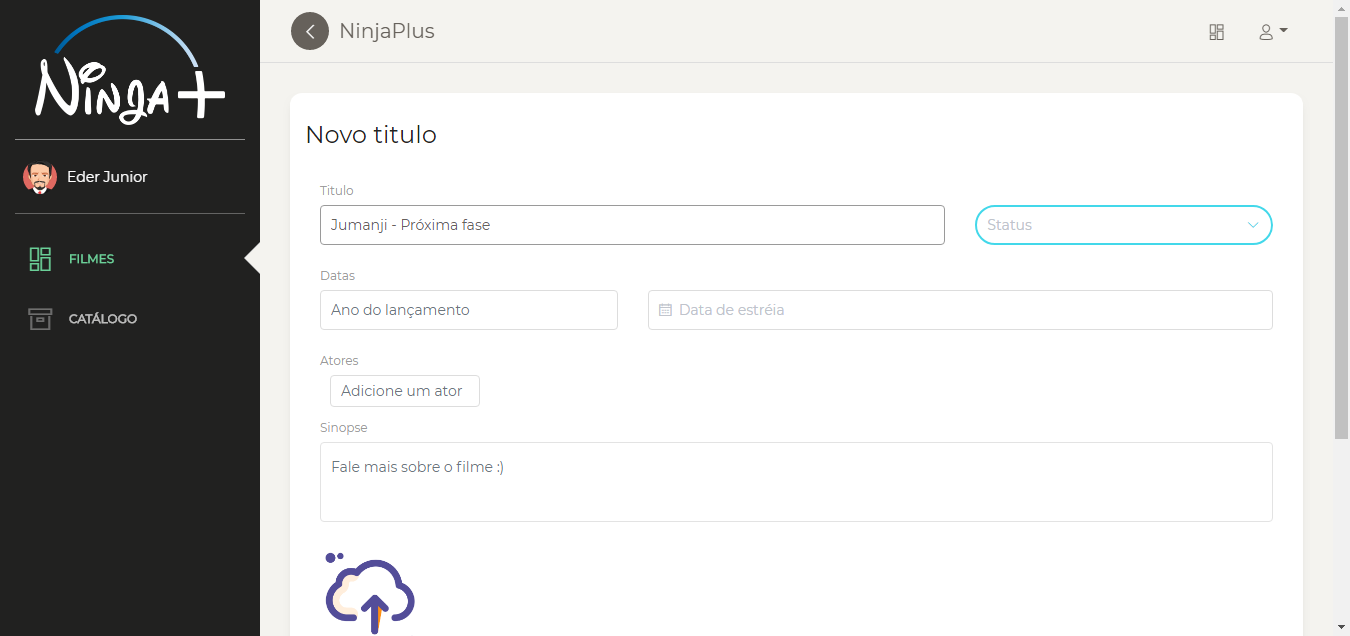 Ninja+
NinjaPlus
Eder Junior
FILMES
CATÁLOGO
Novo titulo
Titulo
Jumanji - Próxima fase
Status
Datas
Ano do lançamento
Data de estréia
Atores
Adicione um ator
Sinopse
Fale mais sobre o filme :)